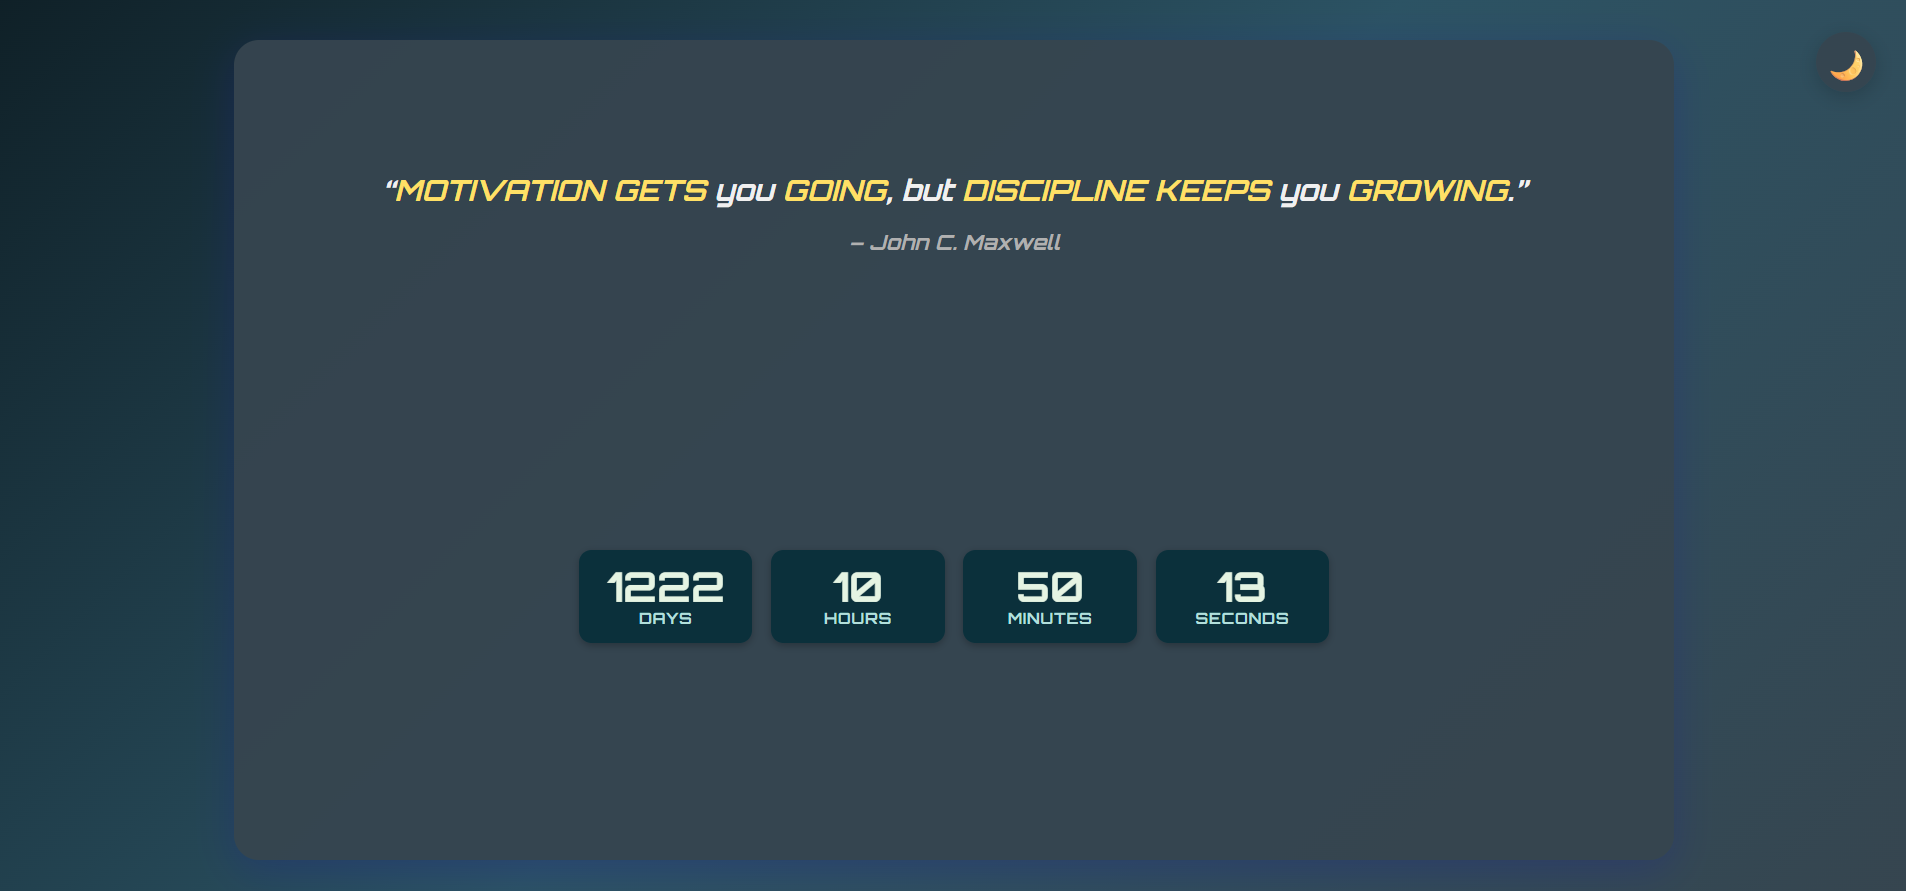 “MOTIVATION GETS you GOING, but DISCIPLINE KEEPS you GROWING.”
– John C. Maxwell
1222 10 50 13
DAYS HOURS MINUTES SECONDS